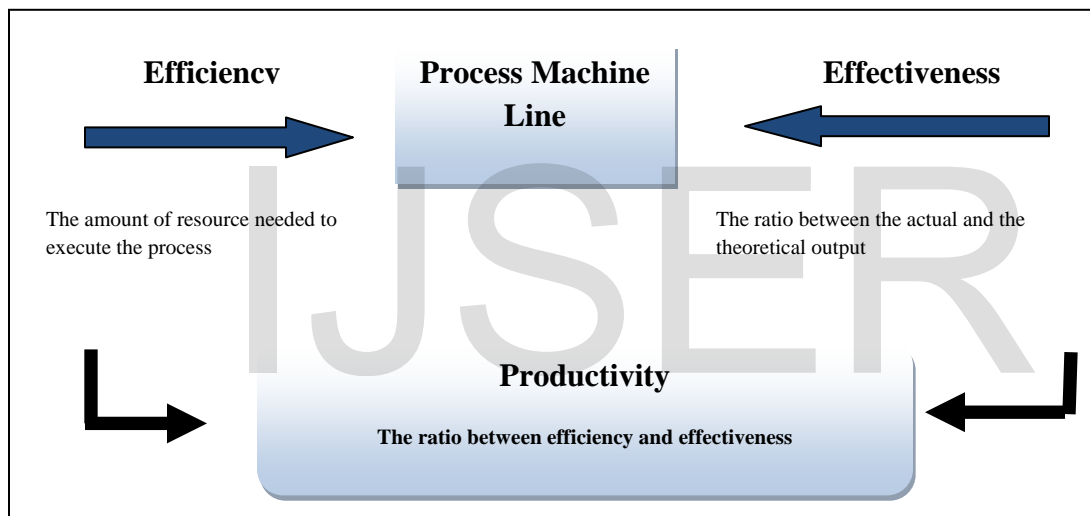 Efficiency
Process Machine
Line
Effectiveness
The amount of resource needed to
execute the process
The ratio between the actual and the
theoretical output
IJSER
Productivity
The ratio between efficiency and effectiveness